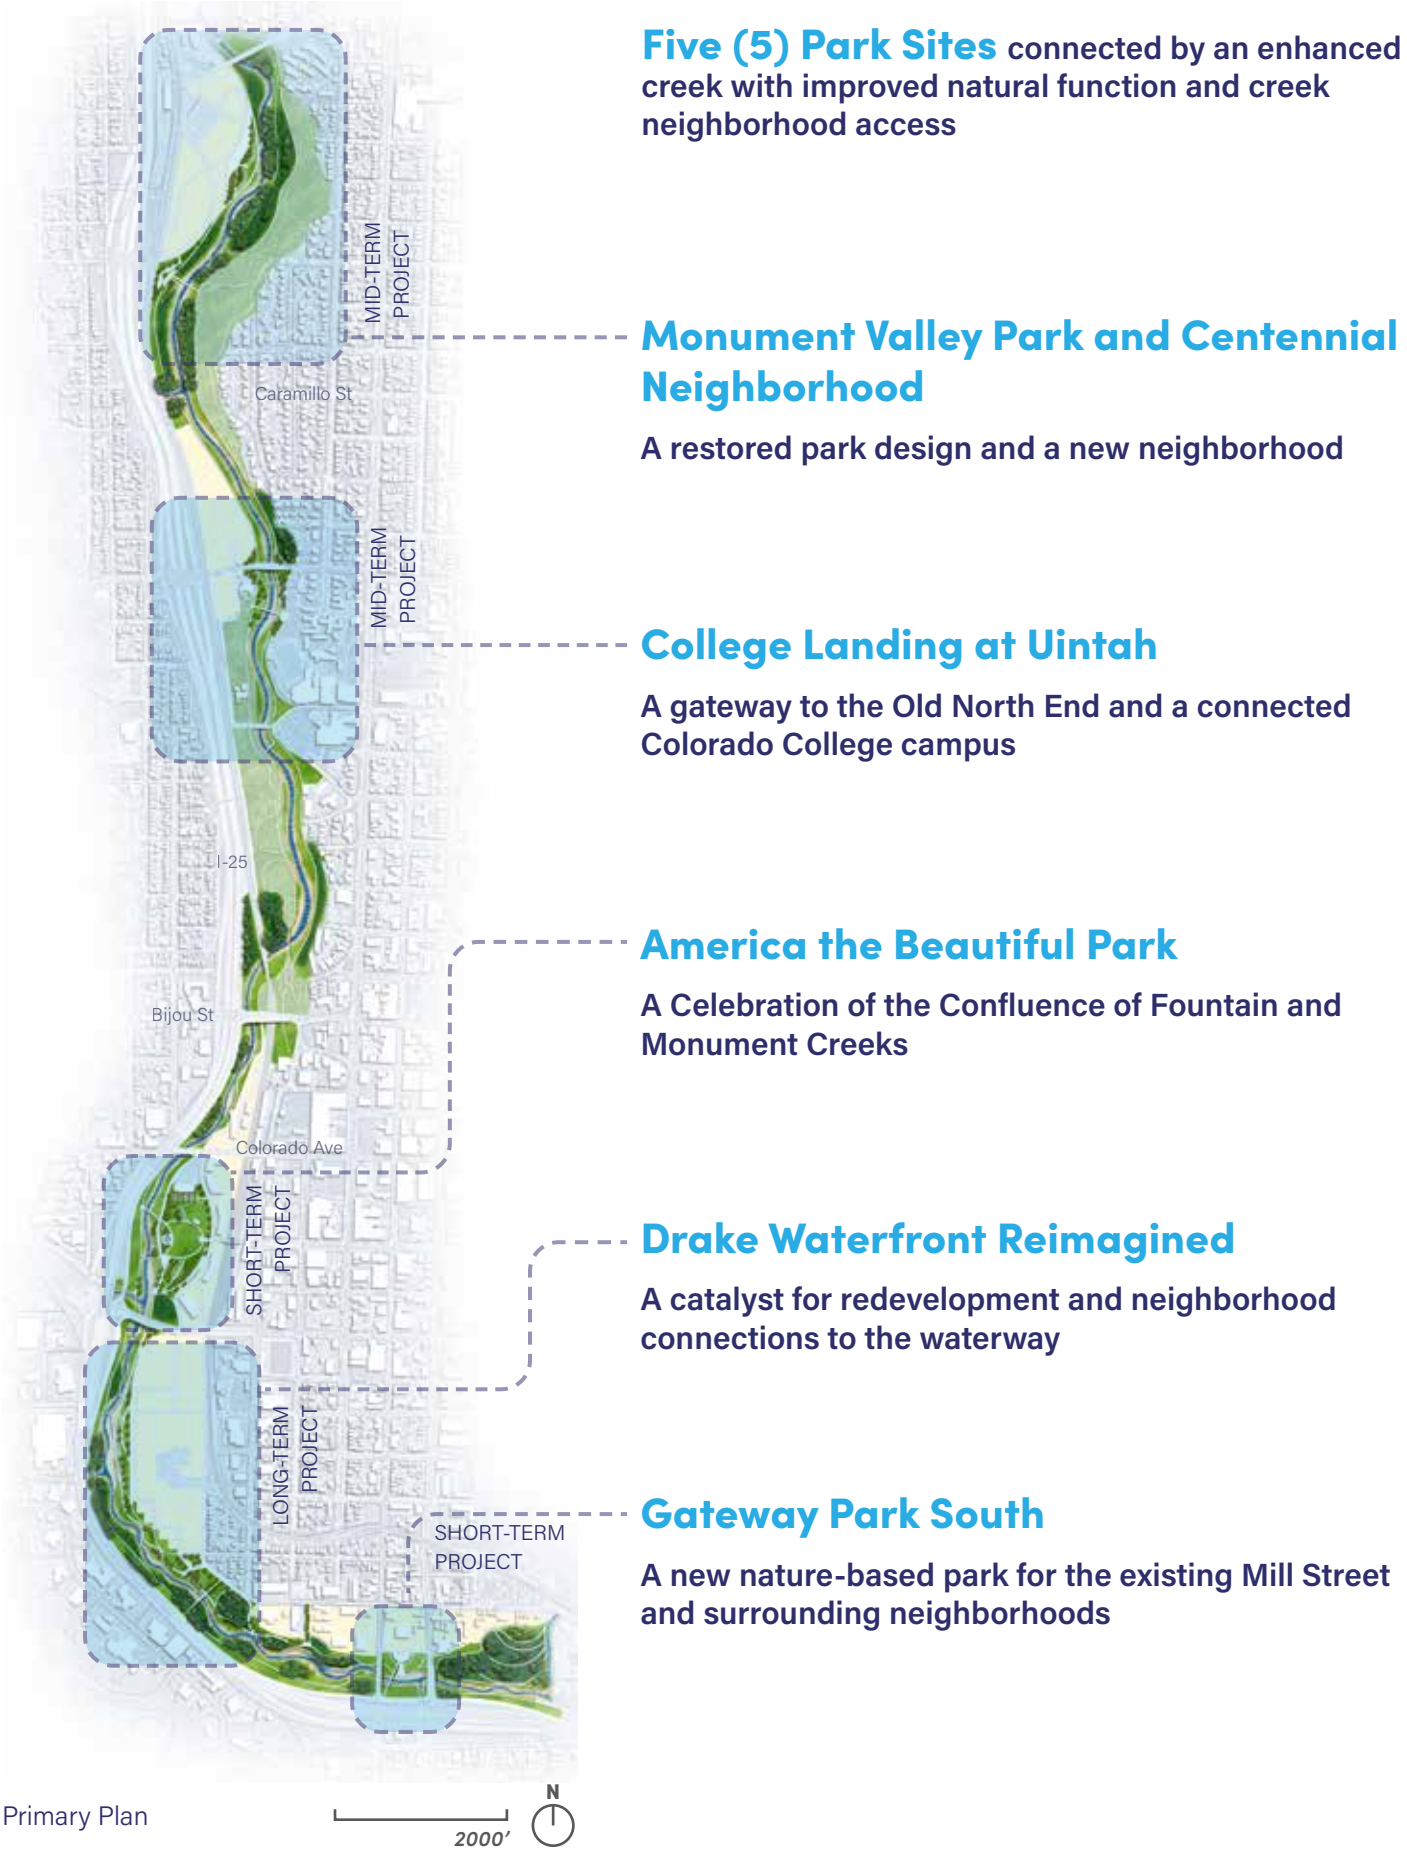 Five (5) Park Sites connected by an enhanced
creek with improved natural function and creek
neighborhood access
MID-TERM
PROJECT
Monument Valley Park and Centennial
Neighborhood
A restored park design and a new neighborhood
Caramillo St
MID-TERM
PROJECT
College Landing at Uintah
A gateway to the Old North End and a connected
Colorado College campus
I-25
America the Beautiful Park
A Celebration of the Confluence of Fountain and
Monument Creeks
Bijou St
Colorado Ave
SHORT-TERM
PROJECT
Drake Waterfront Reimagined
A catalyst for redevelopment and neighborhood
connections to the waterway
LONG-TERM
PROJECT
Gateway Park South
SHORT-TERM
PROJECT
A new nature-based park for the existing Mill Street
and surrounding neighborhoods
Primary Plan
2000’
N